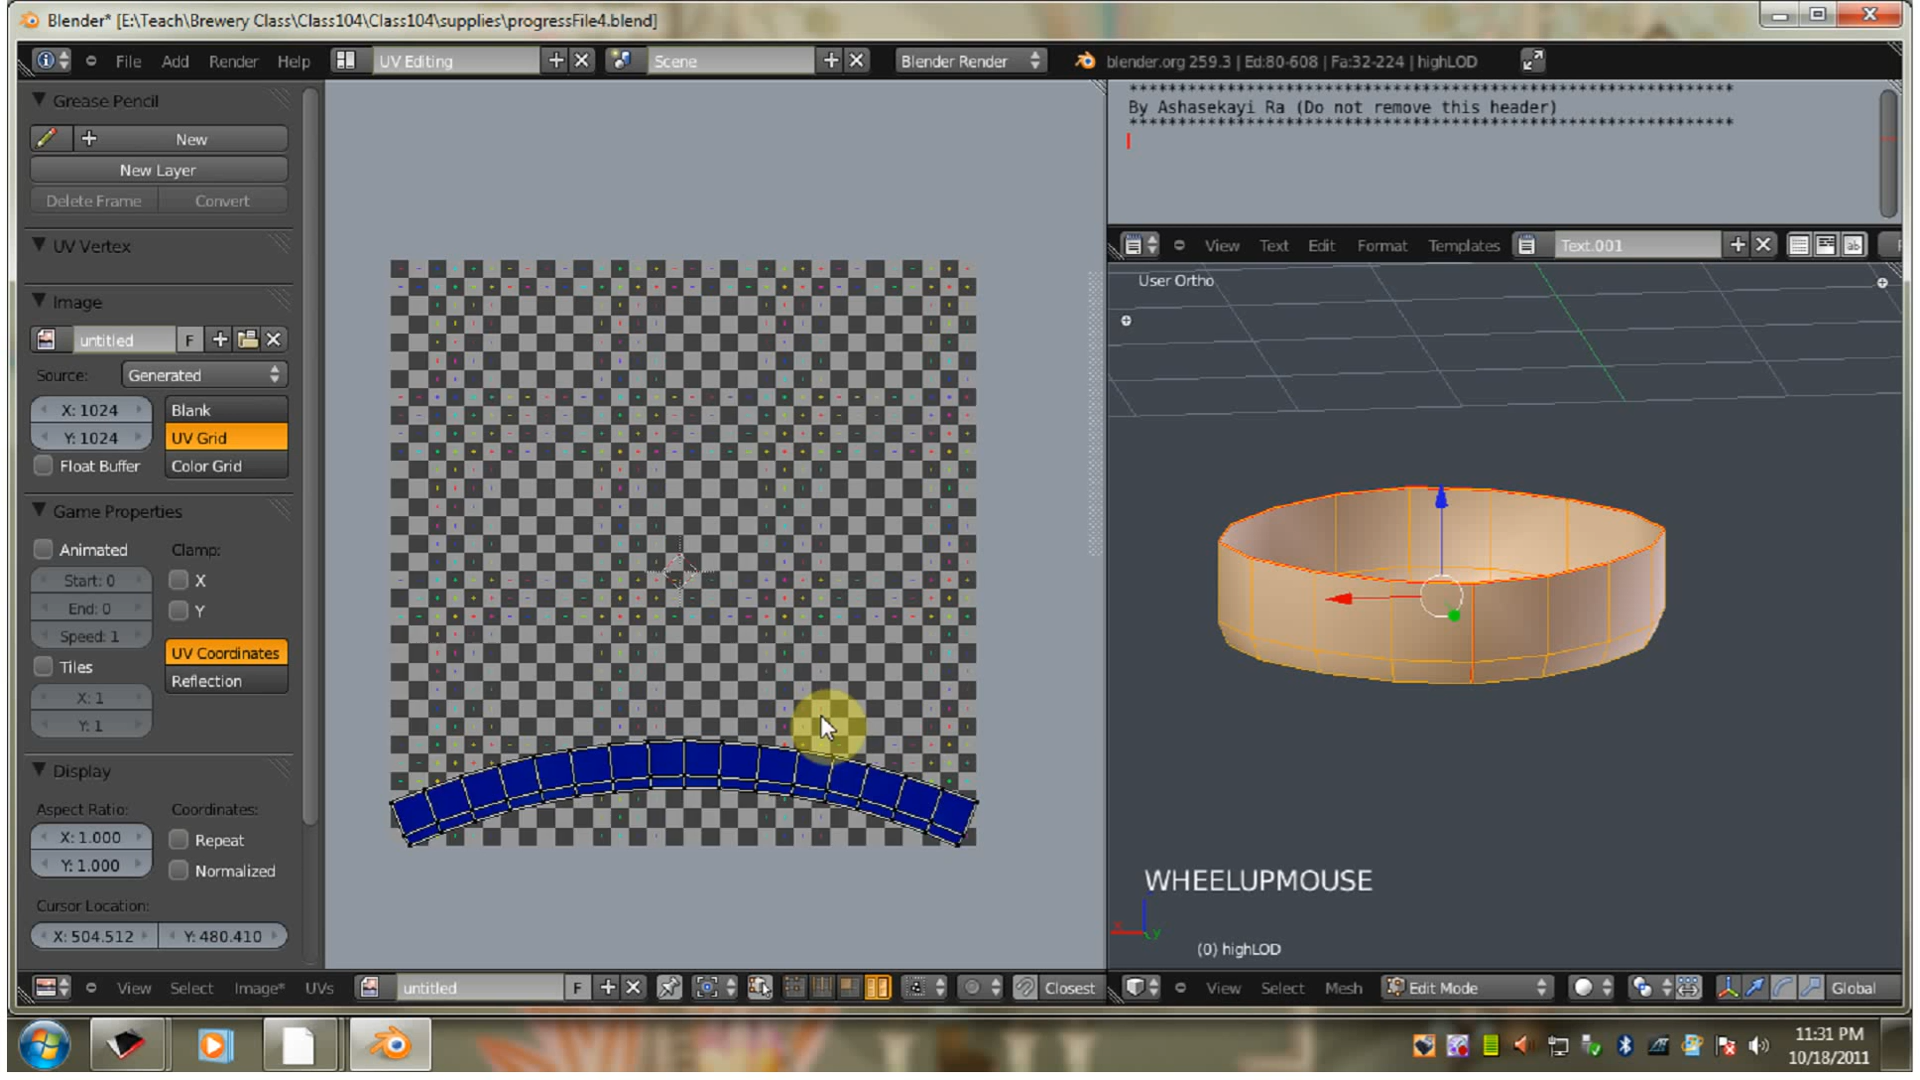 Blender* [E:\Teach\Brewery Class\Class104\Class104\supplies\progressFile4.blend]
File Add Render Help UV Editing Scene Blender Render blender.org 259.3 | Ed:80-608 | Fa:32-224 | highLOD
Grease Pencil
New
New Layer
Delete Frame Convert
UV Vertex
Image
untitled F
Source: Generated
X: 1024 Blank
Y: 1024 UV Grid
Float Buffer Color Grid
Game Properties
Animated Clamp:
Start: 0 X
End: 0 Y
Speed: 1
UV Coordinates
Tiles Reflection
X: 1
Y: 1
Display
Aspect Ratio: Coordinates:
X: 1.000 Repeat
Y: 1.000 Normalized
Cursor Location:
X: 504.512 Y: 480.410
View Select Image* UVs untitled F Closest
**************************************************************
By Ashasekayi Ra (Do not remove this header)
**************************************************************
View Text Edit Format Templates Text.001
User Ortho
WHEELUPMOUSE
x y
(0) highLOD
View Select Mesh Edit Mode Global
11:31 PM
10/18/2011